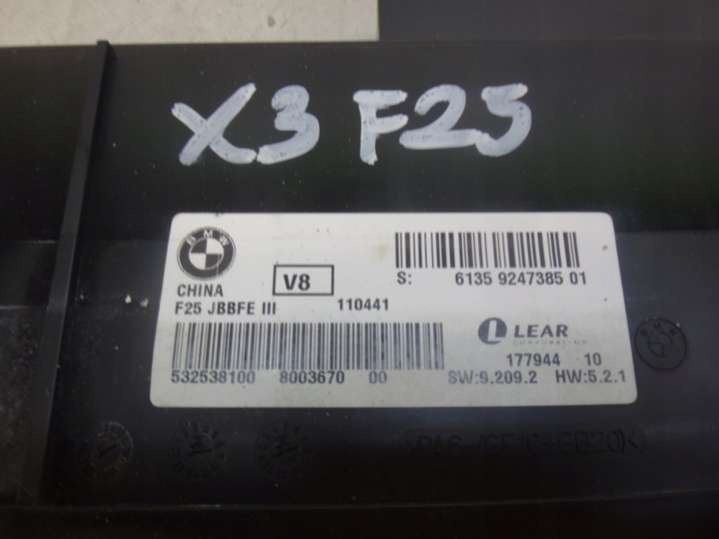 X3 F25
BMW
CHINA
V8
S: 6135 9247385 01
F25 JBBFE III 110441
LEAR
CORPORATION
532538100 8003670 00
177944 10
SW:9.209.2 HW:5.2.1